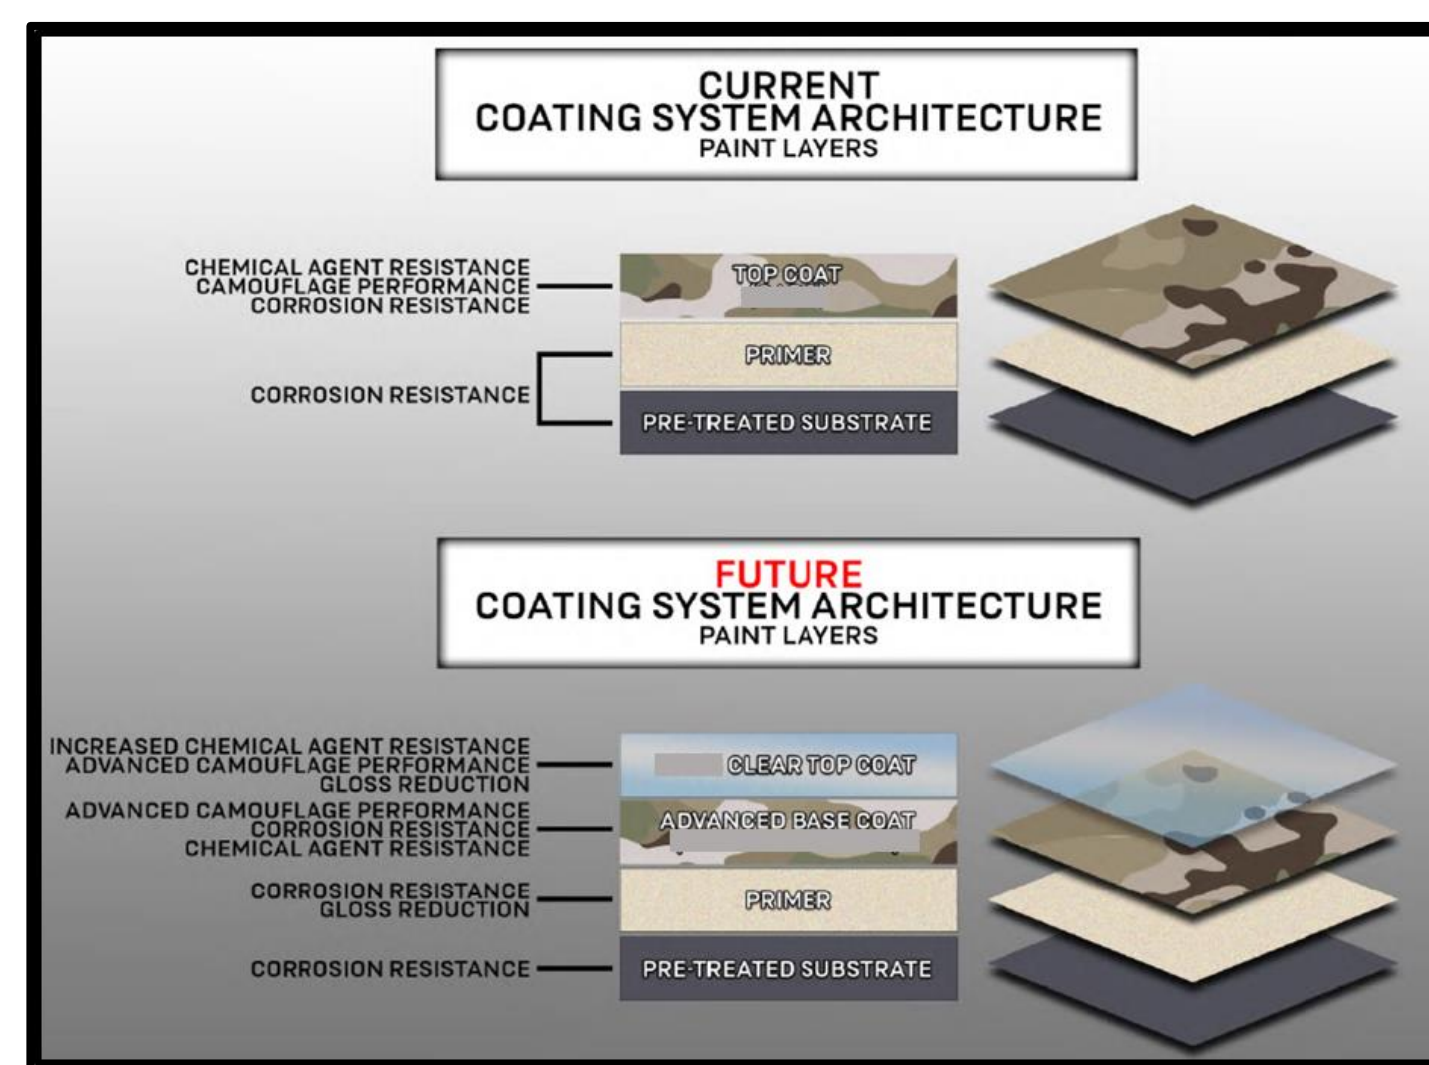 CURRENT
COATING SYSTEM ARCHITECTURE
PAINT LAYERS
CHEMICAL AGENT RESISTANCE
CAMOUFLAGE PERFORMANCE
CORROSION RESISTANCE
TOP COAT
PRIMER
CORROSION RESISTANCE
PRE-TREATED SUBSTRATE
FUTURE
COATING SYSTEM ARCHITECTURE
PAINT LAYERS
INCREASED CHEMICAL AGENT RESISTANCE
ADVANCED CAMOUFLAGE PERFORMANCE
GLOSS REDUCTION
CLEAR TOP COAT
ADVANCED CAMOUFLAGE PERFORMANCE
CORROSION RESISTANCE
CHEMICAL AGENT RESISTANCE
ADVANCED BASE COAT
CORROSION RESISTANCE
GLOSS REDUCTION
PRIMER
CORROSION RESISTANCE
PRE-TREATED SUBSTRATE